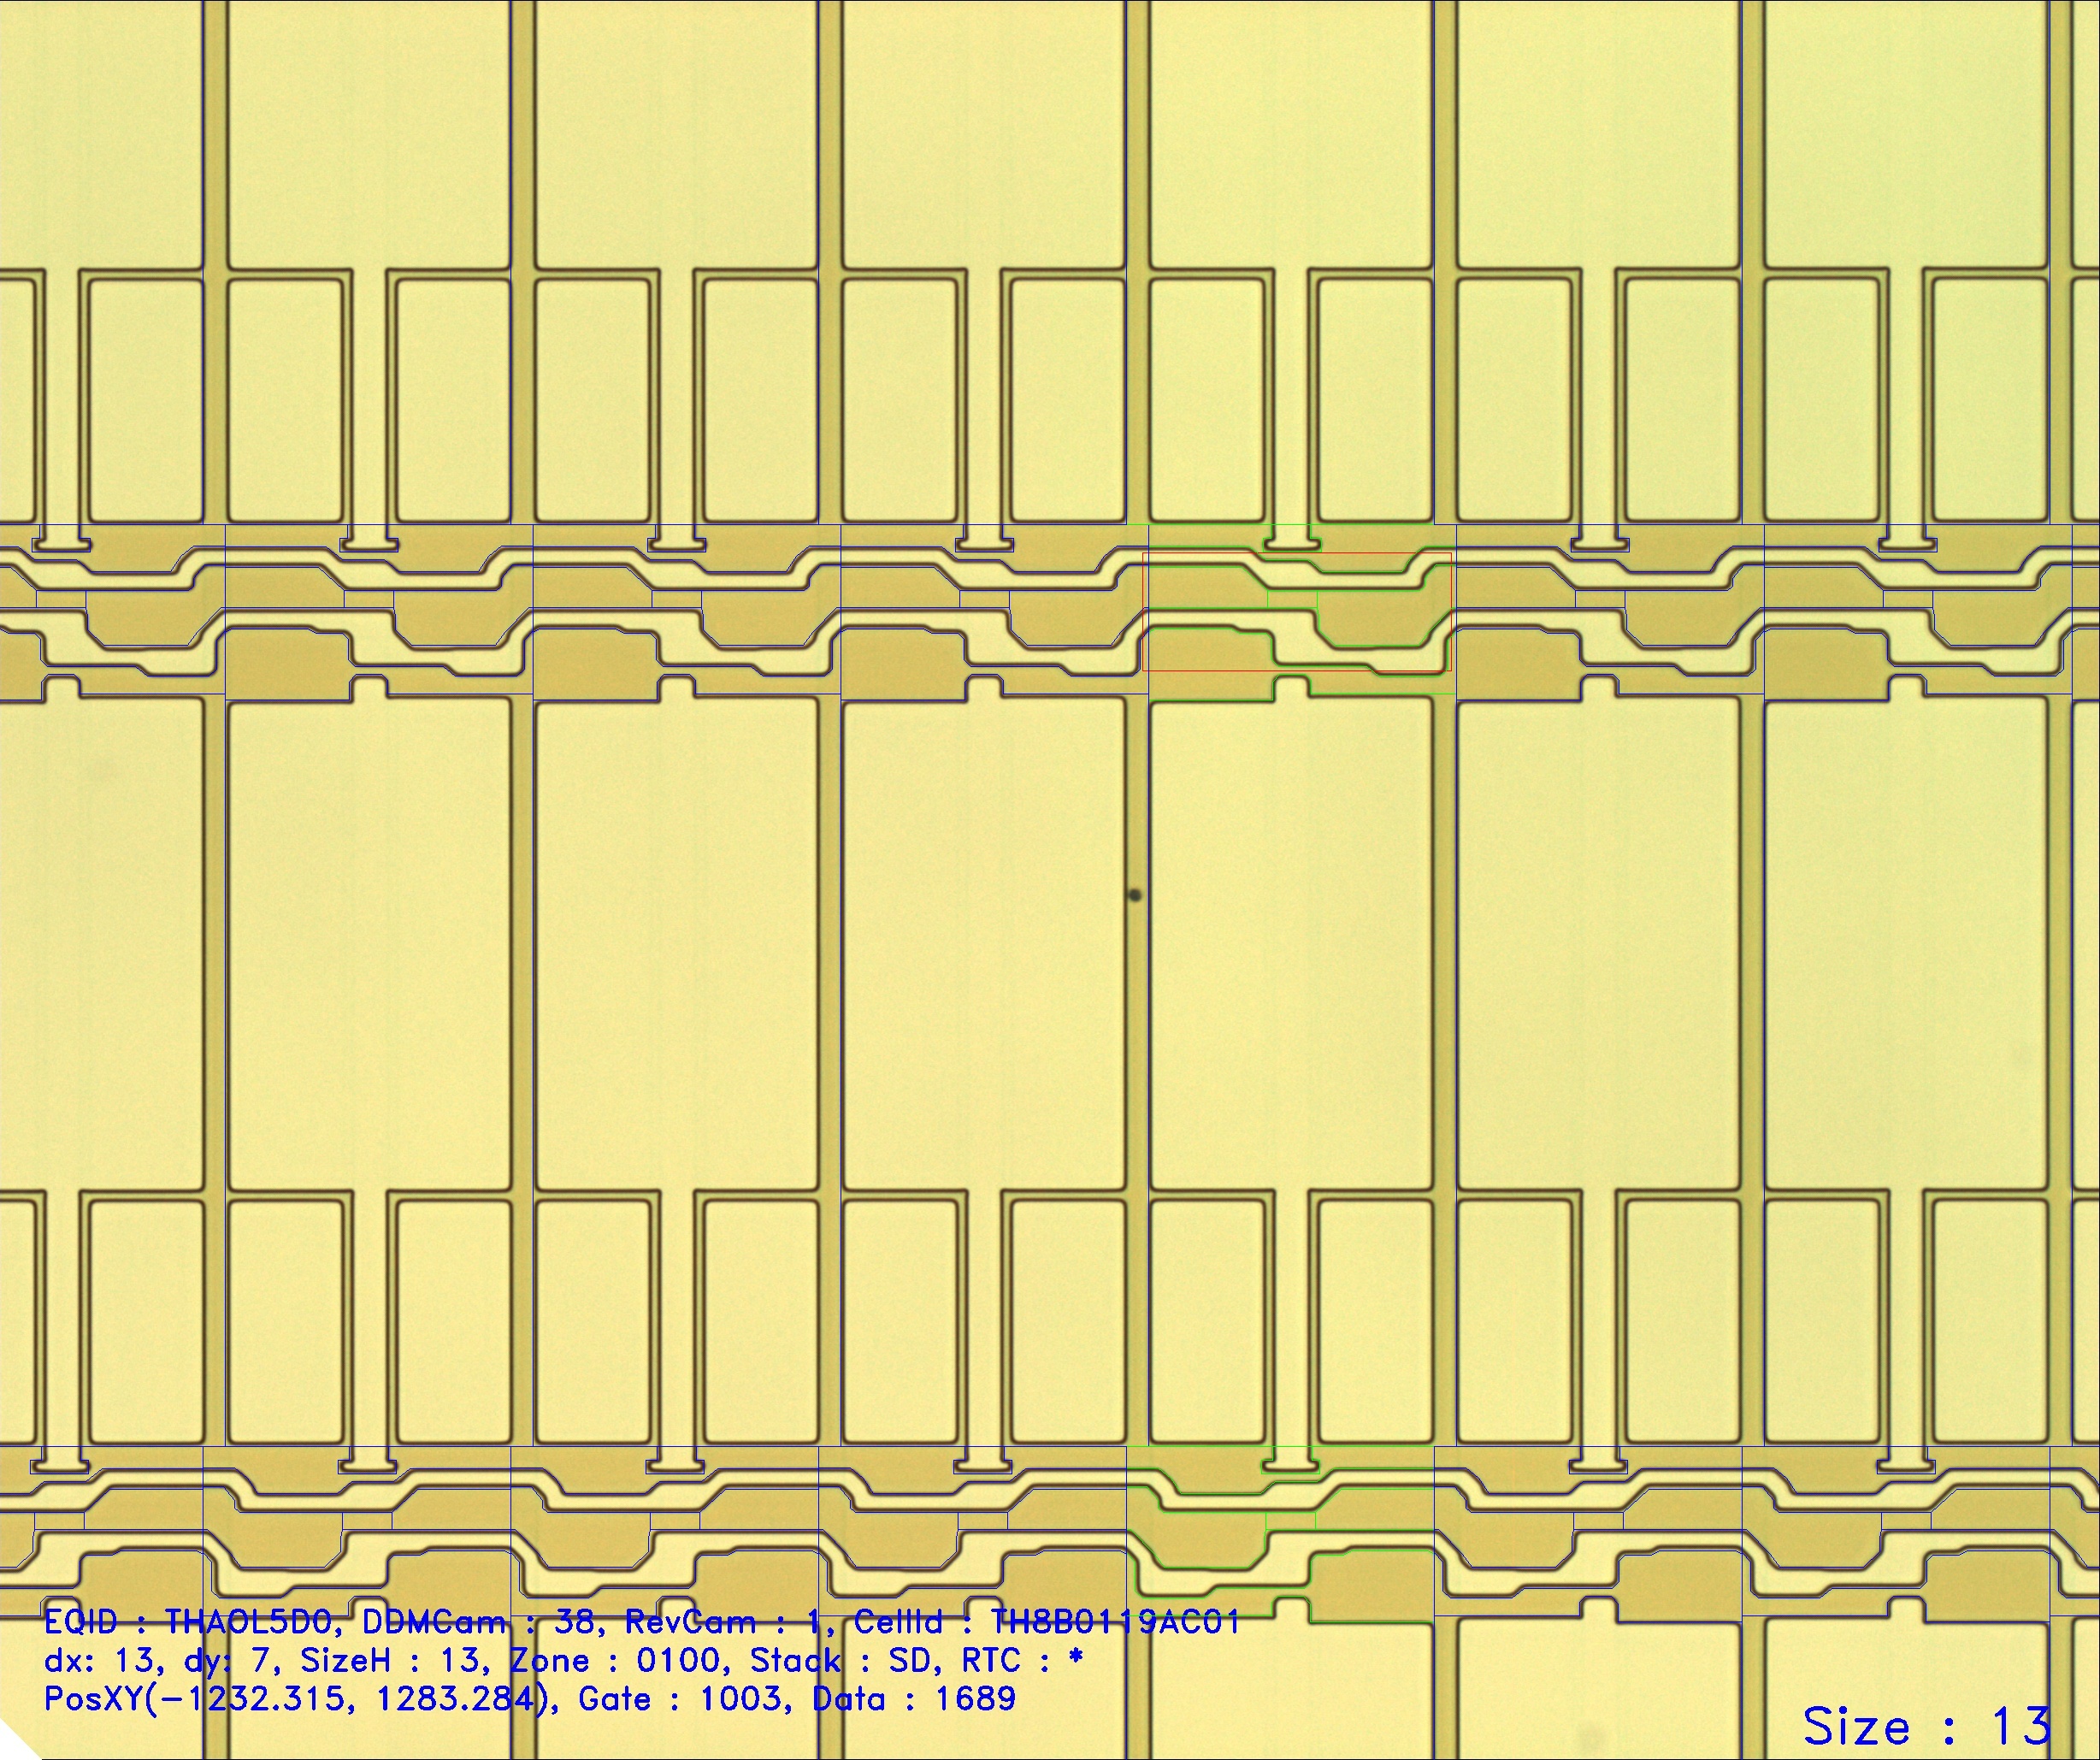 EQID : THAOL5D0, DDMCam : 38, RevCam : 1, CellId : TH8B0119AC01
dx: 13, dy: 7, SizeH : 13, Zone : 0100, Stack : SD, RTC : *
PosXY(-1232.315, 1283.284), Gate : 1003, Data : 1689
Size : 13